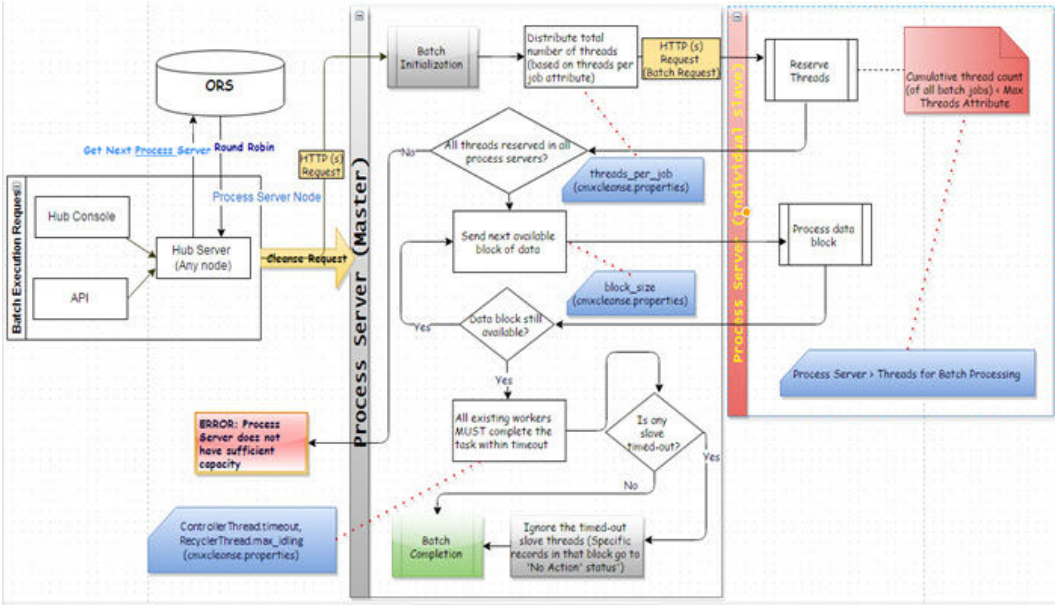 ORS
Get Next Process Server
Round Robin
Process Server Node
Batch Execution Request
Hub Console
API
Hub Server
(Any node)
Cleanse Request
HTTP (s)
Request
Process Server (Master)
Batch
Initialization
Distribute total
number of threads
(based on threads per
job attribute)
HTTP (s)
Request
(Batch Request)
Process Server (Individual slave)
Reserve
Threads
Cumulative thread count
(of all batch jobs) < Max
Threads Attribute
All threads reserved in all
process servers?
No
threads_per_job
(cmxcleanse.properties)
Send next available
block of data
Process data
block
block_size
(cmxcleanse.properties)
Data block still
available?
Yes
Yes
Process Server > Threads for Batch Processing
ERROR: Process
Server does not
have sufficient
capacity
All existing workers
MUST complete the
task within timeout
Is any
slave
timed-out?
Yes
No
ControllerThread.timeout,
RecyclerThread.max_idling
(cmxcleanse.properties)
Batch
Completion
Ignore the timed-out
slave threads (Specific
records in that block go to
'No Action' status")